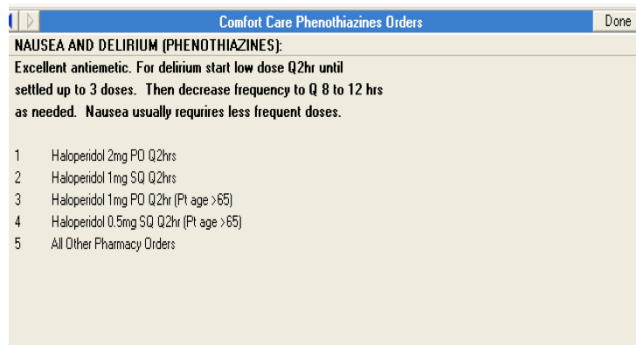 Comfort Care Phenothiazines Orders
Done
NAUSEA AND DELIRIUM (PHENOTHIAZINES):
Excellent antiemetic. For delirium start low dose Q2hr until
settled up to 3 doses. Then decrease frequency to Q 8 to 12 hrs
as needed. Nausea usually requrires less frequent doses.
1 Haloperidol 2mg PO Q2hrs
2 Haloperidol 1mg SQ Q2hrs
3 Haloperidol 1mg PO Q2hr (Pt age >65)
4 Haloperidol 0.5mg SQ Q2hr (Pt age >65)
5 All Other Pharmacy Orders